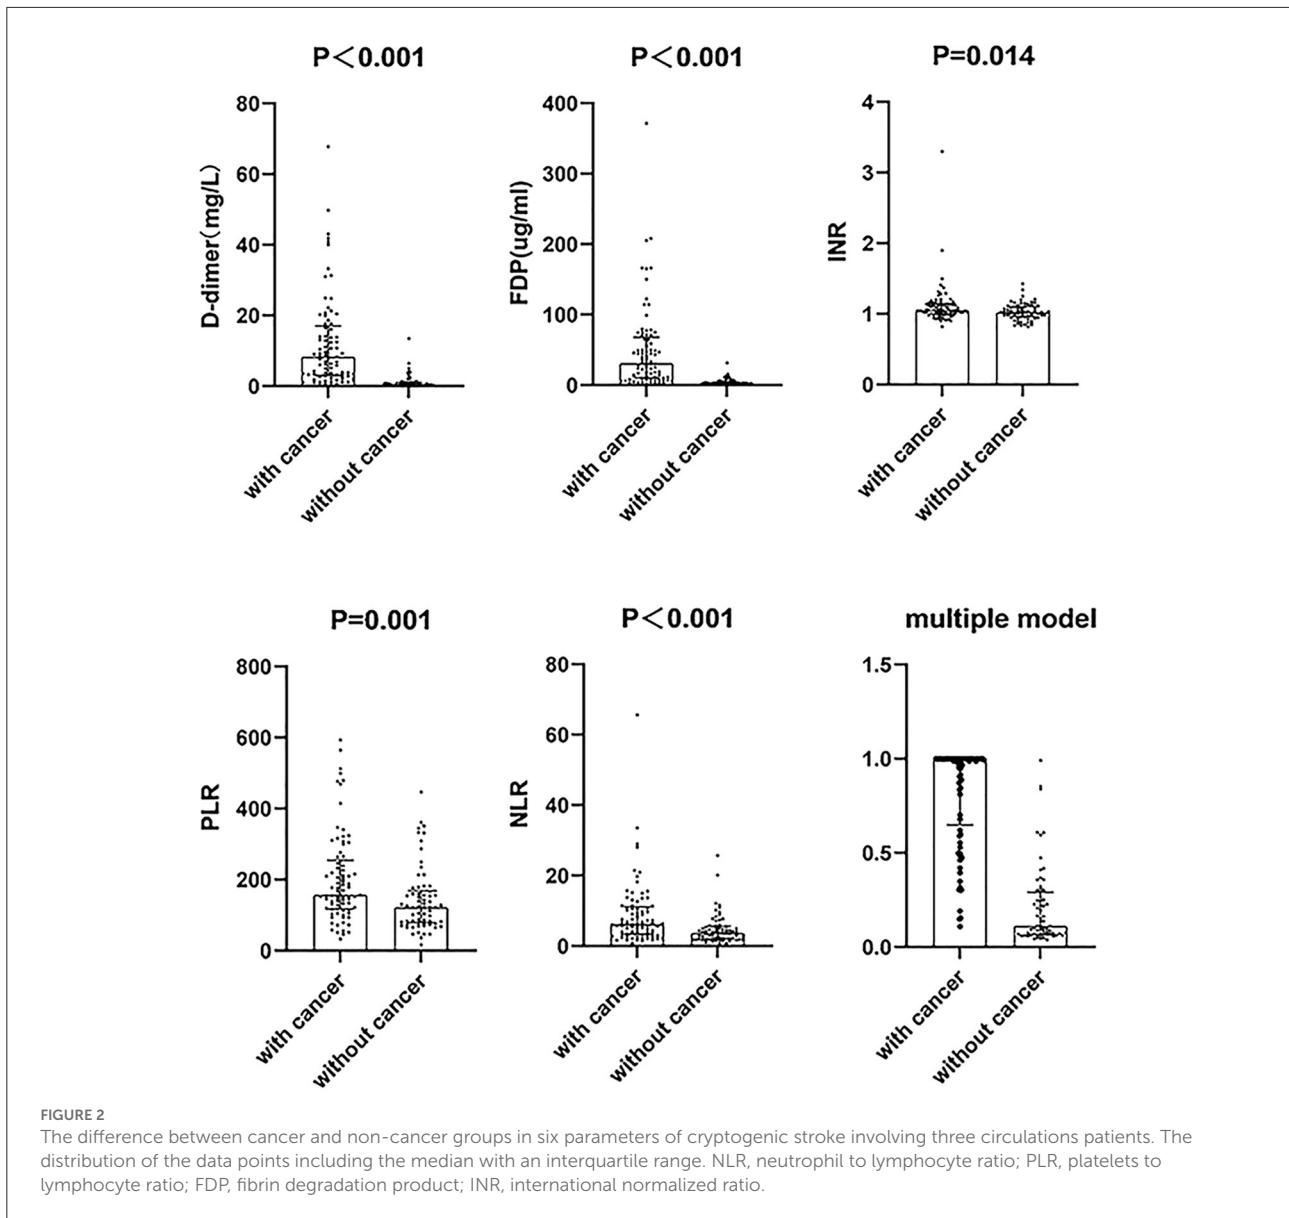 P<0.001
P<0.001
P=0.014
80
60
40
20
0
D-dimer(mg/L)
with cancer
without cancer
400
300
200
100
0
FDP(ug/ml)
with cancer
without cancer
4
3
2
1
0
INR
with cancer
without cancer
P=0.001
P<0.001
multiple model
800
600
400
200
0
PLR
with cancer
without cancer
80
60
40
20
0
NLR
with cancer
without cancer
1.5
1.0
0.5
0.0
with cancer
without cancer
FIGURE 2
The difference between cancer and non-cancer groups in six parameters of cryptogenic stroke involving three circulations patients. The
distribution of the data points including the median with an interquartile range. NLR, neutrophil to lymphocyte ratio; PLR, platelets to
lymphocyte ratio; FDP, fibrin degradation product; INR, international normalized ratio.